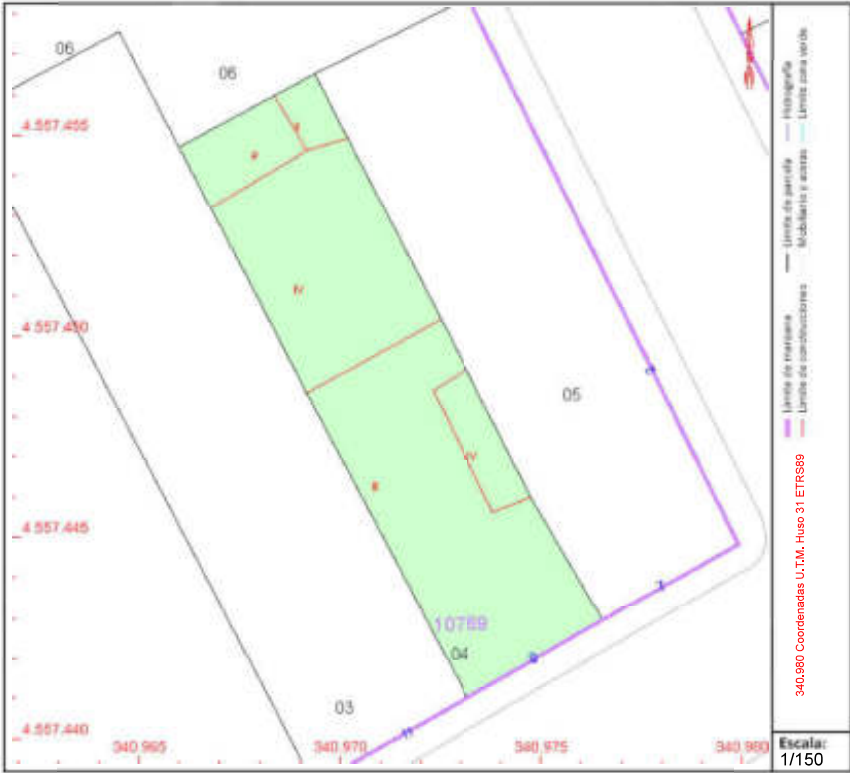 06
06
4.557.455
IV
4.557.450
05
IV
4.557.445
10769
04
03
4.557.440
340.965
340.970
340.975
340.980
Límite de manzana
Límite de parcela
Hidrografía
Límite de construcciones
Mobiliario y aceras
Límite zona verde
340.980 Coordenadas U.T.M. Huso 31 ETRS89
Escala:
1/150